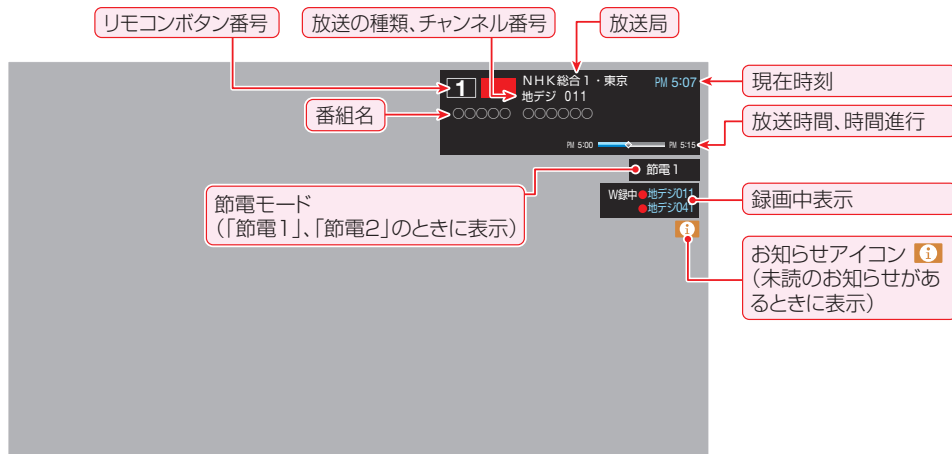 リモコンボタン番号
放送の種類、チャンネル番号
放送局
1
NHK総合1・東京
PM 5:07
地デジ 011
○○○○○ ○○○○○○
PM 5:00
PM 5:15
現在時刻
番組名
放送時間、時間進行
節電1
節電モード
(「節電1」、「節電2」のときに表示)
W録中●地デジ011
●地デジ041
録画中表示
お知らせアイコン
(未読のお知らせがあ
るときに表示)